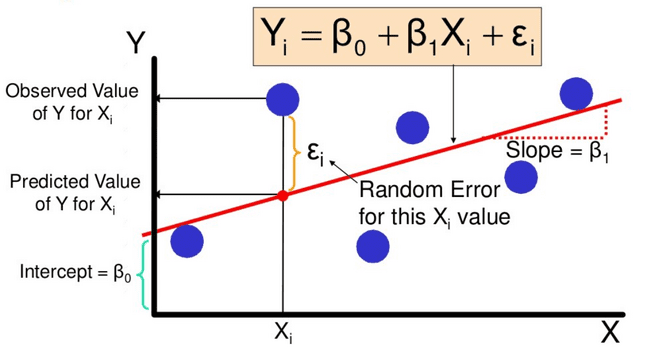 Yᵢ = β₀ + β₁Xᵢ + εᵢ
Y
Observed Value
of Y for Xᵢ
εᵢ
Slope = β₁
Predicted Value
of Y for Xᵢ
Random Error
for this Xᵢ value
Intercept = β₀
Xᵢ
X